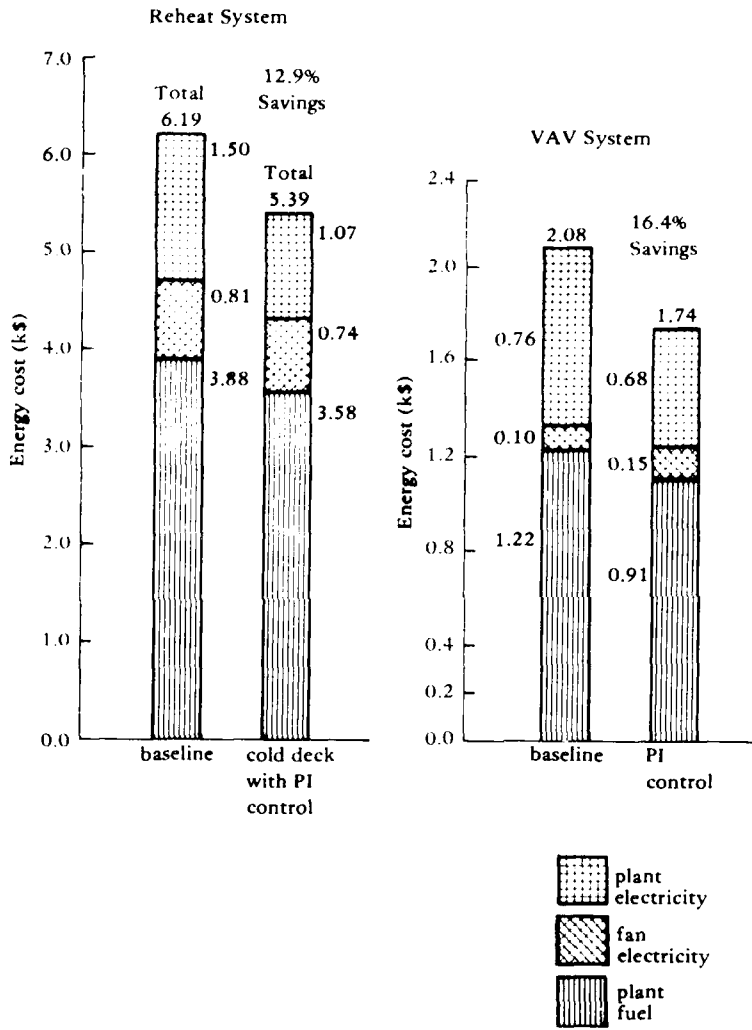 Reheat System
7.0
6.0
5.0
4.0
3.0
2.0
1.0
0.0
Energy cost (k$)
Total
6.19
1.50
0.81
3.88
baseline
12.9%
Savings
Total
5.39
1.07
0.74
3.58
cold deck
with PI
control
VAV System
2.4
2.0
1.6
1.2
0.8
0.4
0.2
0.0
Energy cost (k$)
2.08
0.76
0.10
1.22
baseline
16.4%
Savings
1.74
0.68
0.15
0.91
PI
control
plant
electricity
fan
electricity
plant
fuel